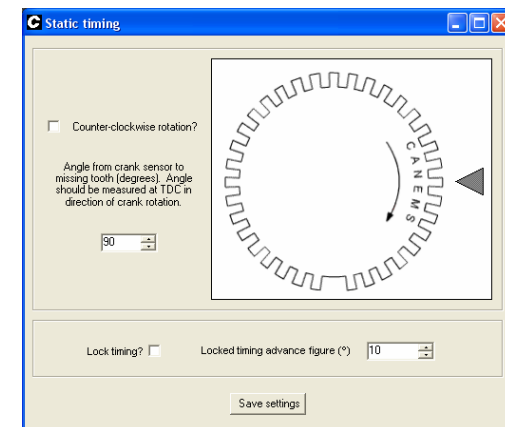 C Static timing
Counter-clockwise rotation?
Angle from crank sensor to
missing tooth (degrees). Angle
should be measured at TDC in
direction of crank rotation.
90
CANEMS
Lock timing?
Locked timing advance figure (°)
10
Save settings